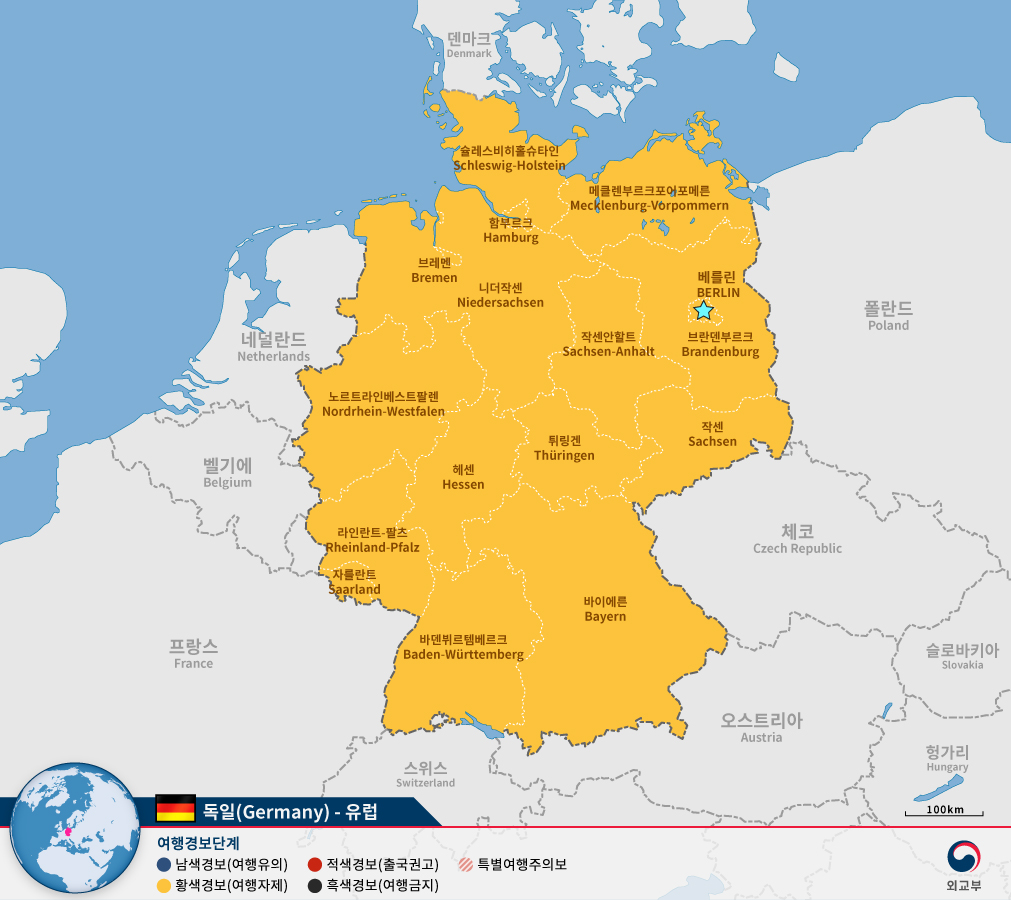 덴마크
Denmark
슐레스비히홀슈타인
Schleswig-Holstein
메클렌부르크포어포메른
Mecklenburg-Vorpommern
함부르크
Hamburg
브레멘
Bremen
니더작센
Niedersachsen
베를린
BERLIN
폴란드
Poland
네덜란드
Netherlands
작센안할트
Sachsen-Anhalt
브란덴부르크
Brandenburg
노르트라인베스트팔렌
Nordrhein-Westfalen
작센
Sachsen
튀링겐
Thüringen
벨기에
Belgium
헤센
Hessen
라인란트-팔츠
Rheinland-Pfalz
체코
Czech Republic
자를란트
Saarland
바이에른
Bayern
프랑스
France
바덴뷔르템베르크
Baden-Württemberg
슬로바키아
Slovakia
오스트리아
Austria
스위스
Switzerland
헝가리
Hungary
100km
독일(Germany) - 유럽
여행경보단계
남색경보(여행유의)
적색경보(출국권고)
특별여행주의보
황색경보(여행자제)
흑색경보(여행금지)
외교부